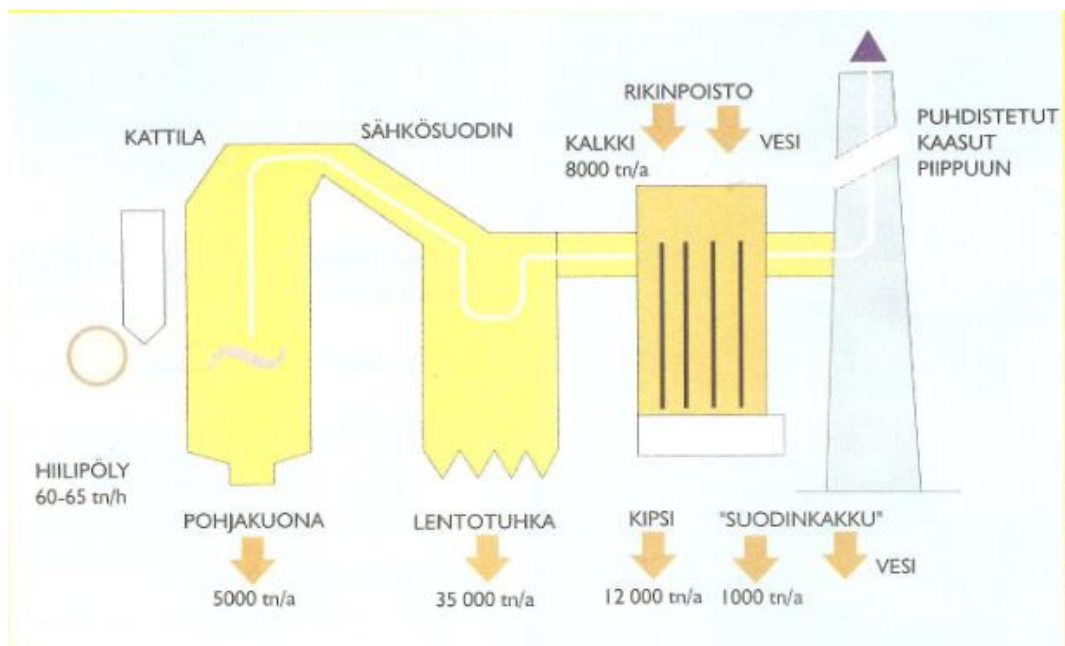 RIKINPOISTO
KATTILA
SÄHKÖSUODIN
KALKKI
8000 tn/a
VESI
PUHDISTETUT
KAASUT
PIIPPUUN
HIILIPÖLY
60-65 tn/h
POHJAKUONA
LENTOTUHKA
KIPSI
"SUODINKAKKU"
VESI
5000 tn/a
35 000 tn/a
12 000 tn/a
1000 tn/a